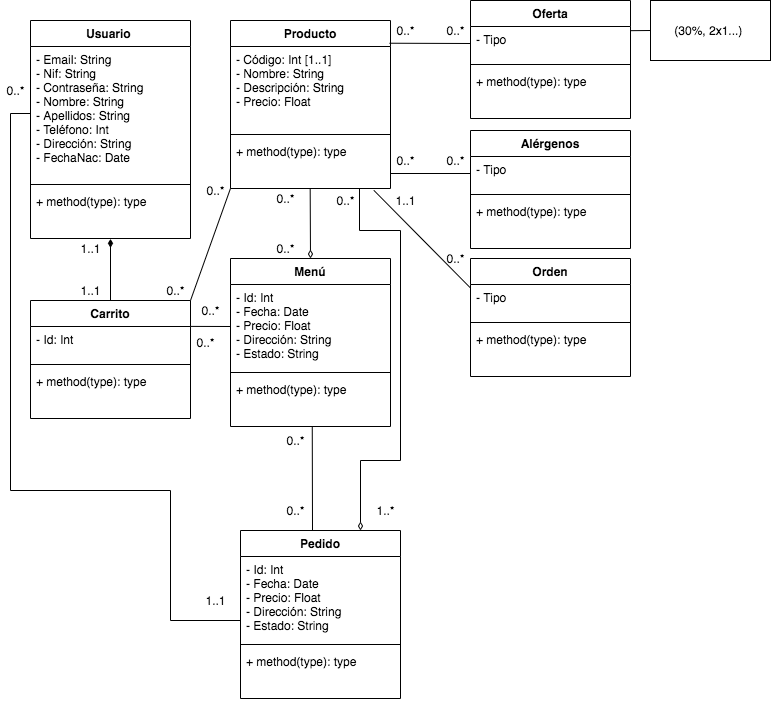 Usuario
- Email: String
- Nif: String
- Contraseña: String
- Nombre: String
- Apellidos: String
- Teléfono: Int
- Dirección: String
- FechaNac: Date
+ method(type): type
Producto
- Código: Int [1..1]
- Nombre: String
- Descripción: String
- Precio: Float
+ method(type): type
0..*
0..*
Oferta
- Tipo
+ method(type): type
(30%, 2x1...)
0..*
0..*
Alérgenos
- Tipo
+ method(type): type
0..*
0..*
0..*
0..*
1..1
1..1
0..*
0..*
0..*
Orden
- Tipo
+ method(type): type
1..1
Carrito
- Id: Int
+ method(type): type
0..*
0..*
Menú
- Id: Int
- Fecha: Date
- Precio: Float
- Dirección: String
- Estado: String
+ method(type): type
0..*
0..*
1..*
Pedido
- Id: Int
- Fecha: Date
- Precio: Float
- Dirección: String
- Estado: String
+ method(type): type
1..1